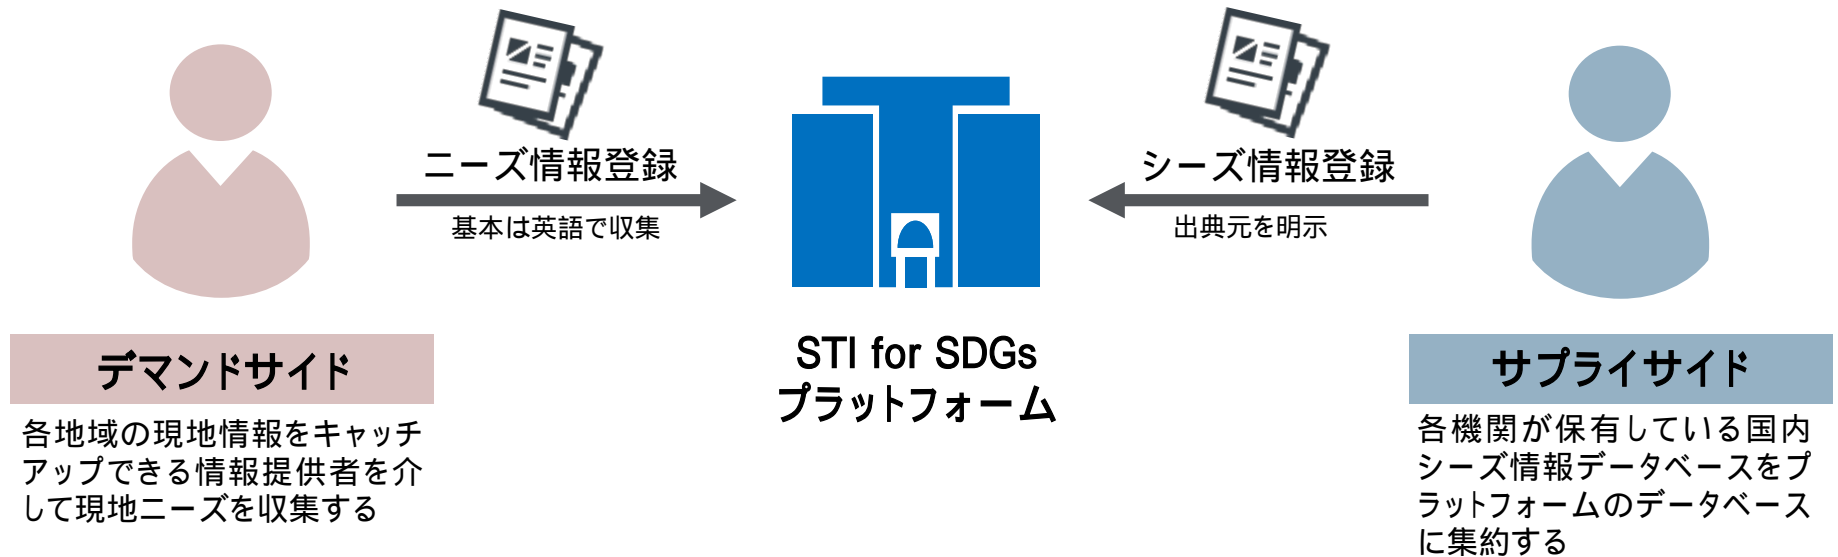 ニーズ情報登録
基本は英語で収集
シーズ情報登録
出典元を明示
STI for SDGs
プラットフォーム
デマンドサイド
各地域の現地情報をキャッチ
アップできる情報提供者を介
して現地ニーズを収集する
サプライサイド
各機関が保有している国内
シーズ情報データベースをプ
ラットフォームのデータベース
に集約する